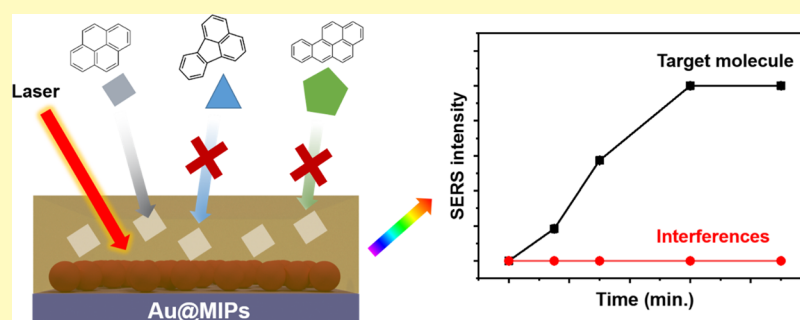 Laser
Au@MIPs
Target molecule
SERS intensity
Interferences
Time (min.)